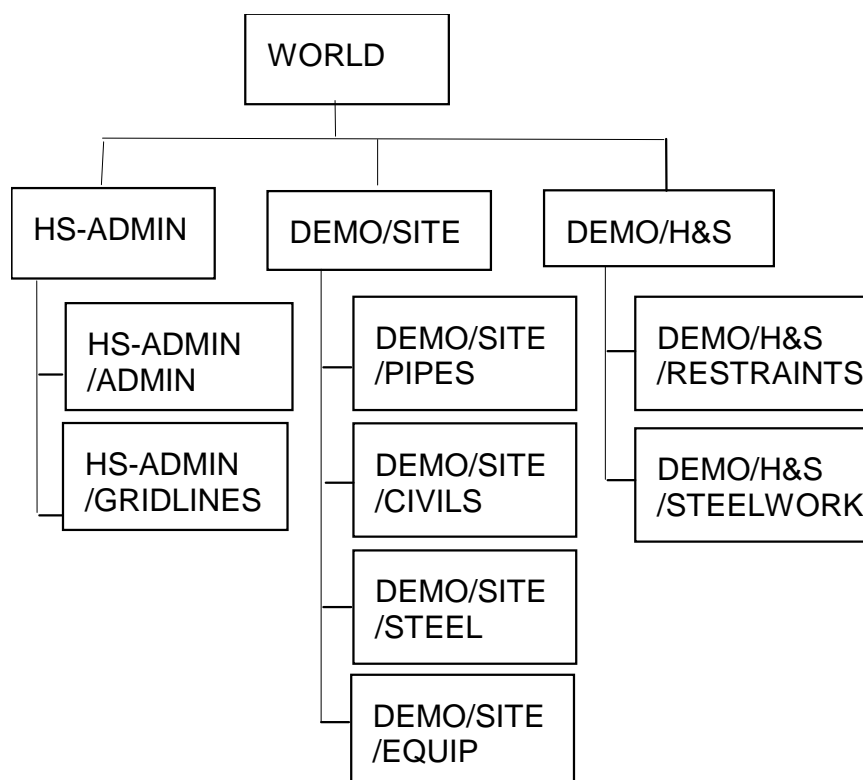 WORLD
HS-ADMIN
DEMO/SITE
DEMO/H&S
HS-ADMIN
/ADMIN
HS-ADMIN
/GRIDLINES
DEMO/SITE
/PIPES
DEMO/SITE
/CIVILS
DEMO/SITE
/STEEL
DEMO/SITE
/EQUIP
DEMO/H&S
/RESTRAINTS
DEMO/H&S
/STEELWORK